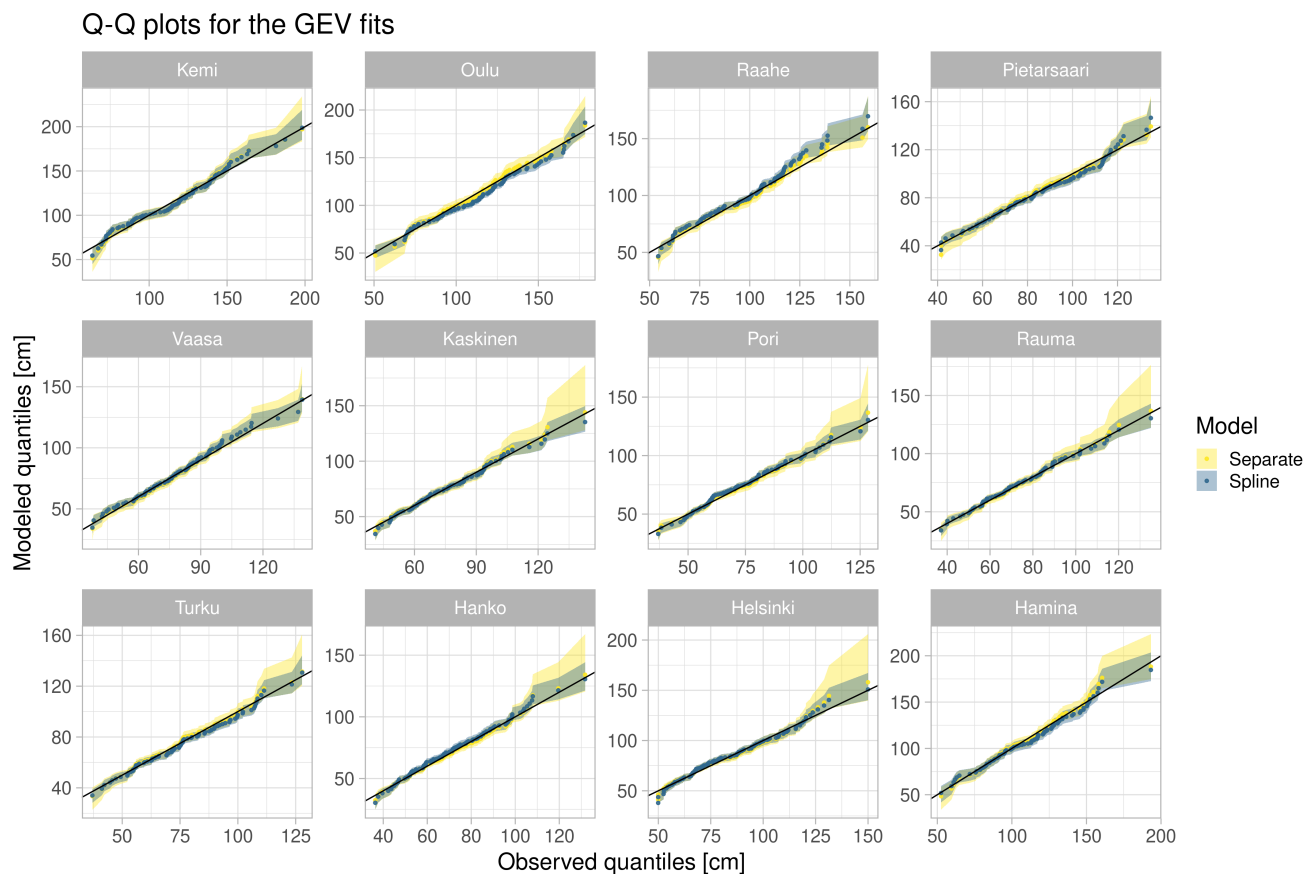 Q-Q plots for the GEV fits
Kemi
Oulu
Raahe
Pietarsaari
200
150
100
50
100 150 200
200
150
100
50
50 100 150
150
100
50
50 75 100 125 150
160
120
80
40
40 60 80 100 120
Vaasa
Kaskinen
Pori
Rauma
150
100
50
60 90 120
150
100
50
60 90 120
150
100
50
50 75 100 125
150
100
50
40 60 80 100 120
Turku
Hanko
Helsinki
Hamina
160
120
80
40
50 75 100 125
150
100
50
40 60 80 100 120
200
150
100
50
50 75 100 125 150
200
150
100
50
50 100 150 200
Modeled quantiles [cm]
Observed quantiles [cm]
Model
Separate
Spline